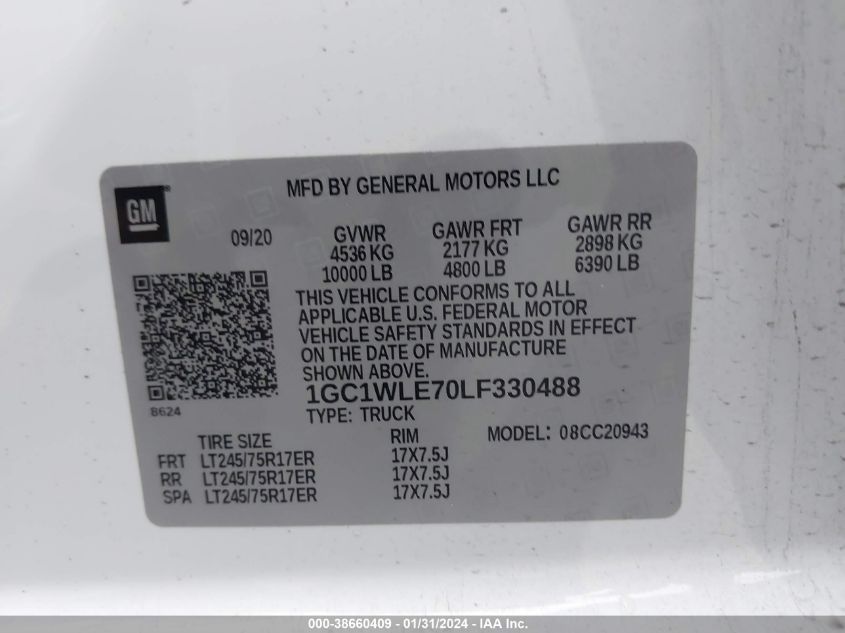 MFD BY GENERAL MOTORS LLC
GM
09/20
GVWR GAWR FRT GAWR RR
4536 KG 2177 KG 2898 KG
10000 LB 4800 LB 6390 LB
THIS VEHICLE CONFORMS TO ALL
APPLICABLE U.S. FEDERAL MOTOR
VEHICLE SAFETY STANDARDS IN EFFECT
ON THE DATE OF MANUFACTURE
SHOWN ABOVE.
1GC1WLE70LF330488
8624
TYPE: TRUCK
MODEL: 08CC20943
TIRE SIZE RIM
FRT LT245/75R17ER 17X7.5J
RR LT245/75R17ER 17X7.5J
SPA LT245/75R17ER 17X7.5J
000-38660409 - 01/31/2024 - IAA Inc.